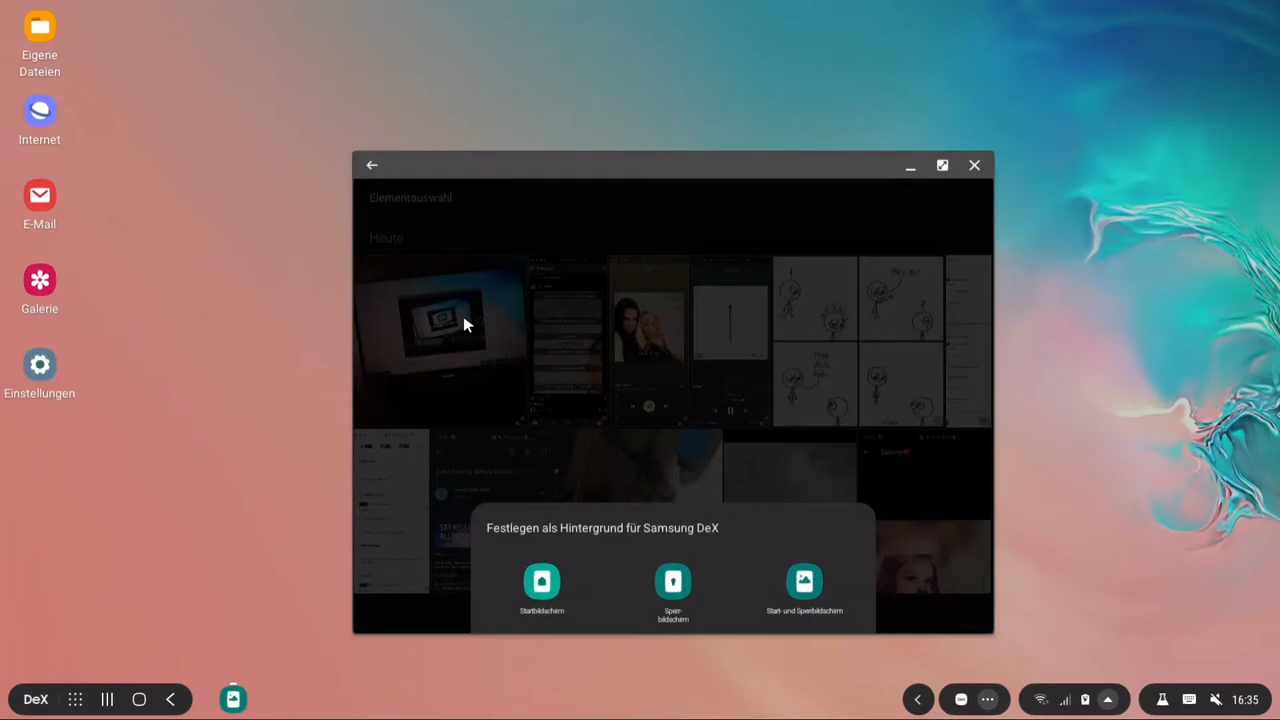 Eigene
Dateien
Internet
E-Mail
Galerie
Einstellungen
Elementauswahl
Heute
Festlegen als Hintergrund für Samsung DeX
Startbildschirm
Sperr-
bildschirm
Start- und Sperrbildschirm
DeX
16:35